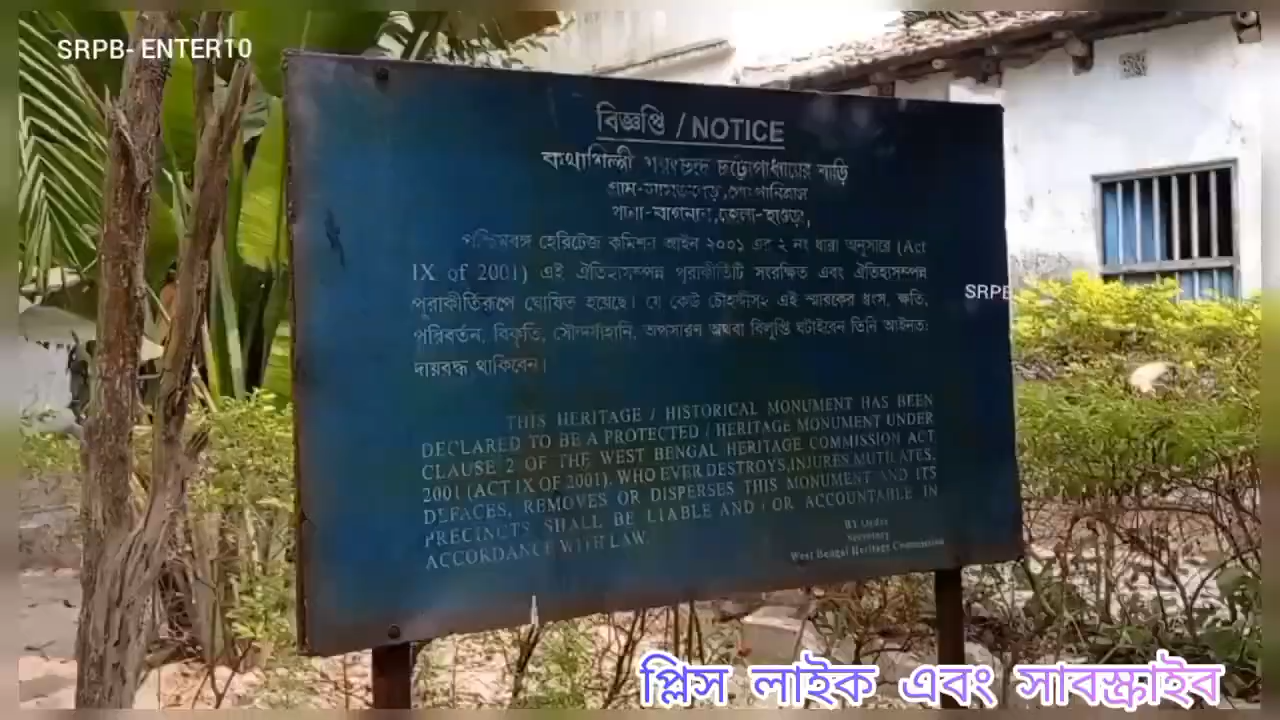 SRPB- ENTER10
বিজ্ঞপ্তি / NOTICE
কথাশিল্পী শরৎচন্দ্র চট্টোপাধ্যায়ের বাড়ি
গ্রাম-সামতাবেড়, পোঃ-পানিত্রাস
থানা-বাগনান, জেলা-হাওড়া,
পশ্চিমবঙ্গ হেরিটেজ কমিশন আইন ২০০১ এর ২ নং ধারা অনুসারে (Act
IX of 2001) এই ঐতিহ্যসম্পন্ন পুরাকীর্তিটি সংরক্ষিত এবং ঐতিহ্যসম্পন্ন
পুরাকীর্তিরূপে ঘোষিত হয়েছে। যে কেউ চৌহদ্দীসহ এই স্মারকের ধ্বংস, ক্ষতি,
পরিবর্তন, বিকৃতি, সৌন্দর্যহানি, অপসারণ অথবা বিলুপ্তি ঘটাইবেন তিনি আইনতঃ
দায়বদ্ধ থাকিবেন।
THIS HERITAGE / HISTORICAL MONUMENT HAS BEEN
DECLARED TO BE A PROTECTED / HERITAGE MONUMENT UNDER
CLAUSE 2 OF THE WEST BENGAL HERITAGE COMMISSION ACT
2001 (ACT IX OF 2001). WHO EVER DESTROYS,INJURES MUTILATES,
DEFACES, REMOVES OR DISPERSES THIS MONUMENT AND ITS
PRECINCTS SHALL BE LIABLE AND / OR ACCOUNTABLE IN
ACCORDANCE WITH LAW.
BY Order
Secretary
West Bengal Heritage Commission
SRPB
প্লিস লাইক এবং সাবস্ক্রাইব